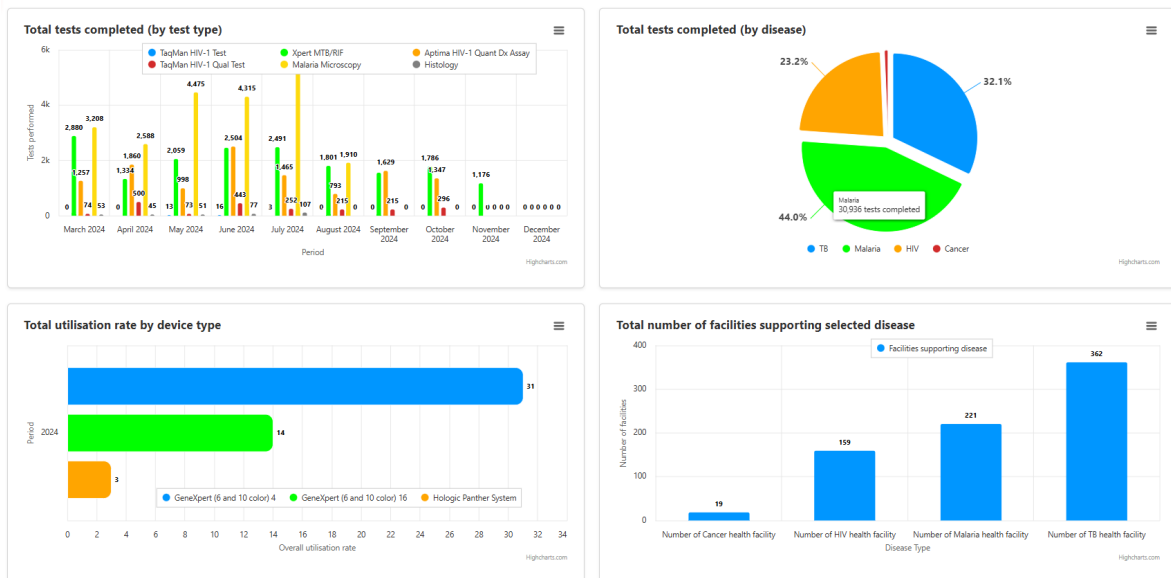 Total tests completed (by test type)
TaqMan HIV-1 Test
Xpert MTB/RIF
Aptima HIV-1 Quant Dx Assay
TaqMan HIV-1 Qual Test
Malaria Microscopy
Histology
Tests performed
6k
4k
2k
0
2,880
3,208
1,257
0
74
53
1,334
1,860
2,588
0
500
45
2,059
4,475
998
13
73
51
2,504
4,315
16
443
77
2,491
1,465
3
252
107
1,801
1,910
793
0
215
0
1,629
0
215
0
1,786
1,347
0
296
0
1,176
0
0 0 0 0
0 0 0 0 0 0
March 2024
April 2024
May 2024
June 2024
July 2024
August 2024
September 2024
October 2024
November 2024
December 2024
Period
Highcharts.com
Total tests completed (by disease)
23.2%
32.1%
44.0%
Malaria
30,936 tests completed
TB
Malaria
HIV
Cancer
Highcharts.com
Total utilisation rate by device type
Period
2024
31
14
3
GeneXpert (6 and 10 color) 4
GeneXpert (6 and 10 color) 16
Hologic Panther System
0 2 4 6 8 10 12 14 16 18 20 22 24 26 28 30 32 34
Overall utilisation rate
Highcharts.com
Total number of facilities supporting selected disease
Facilities supporting disease
Number of facilities
400
300
200
100
0
19
159
221
362
Number of Cancer health facility
Number of HIV health facility
Number of Malaria health facility
Number of TB health facility
Disease Type
Highcharts.com